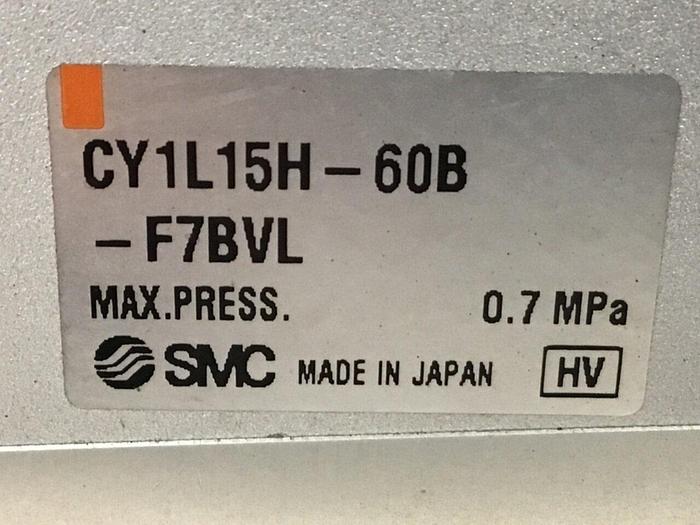 CY1L15H-60B
-F7BVL
MAX.PRESS. 0.7 MPa
SMC MADE IN JAPAN HV